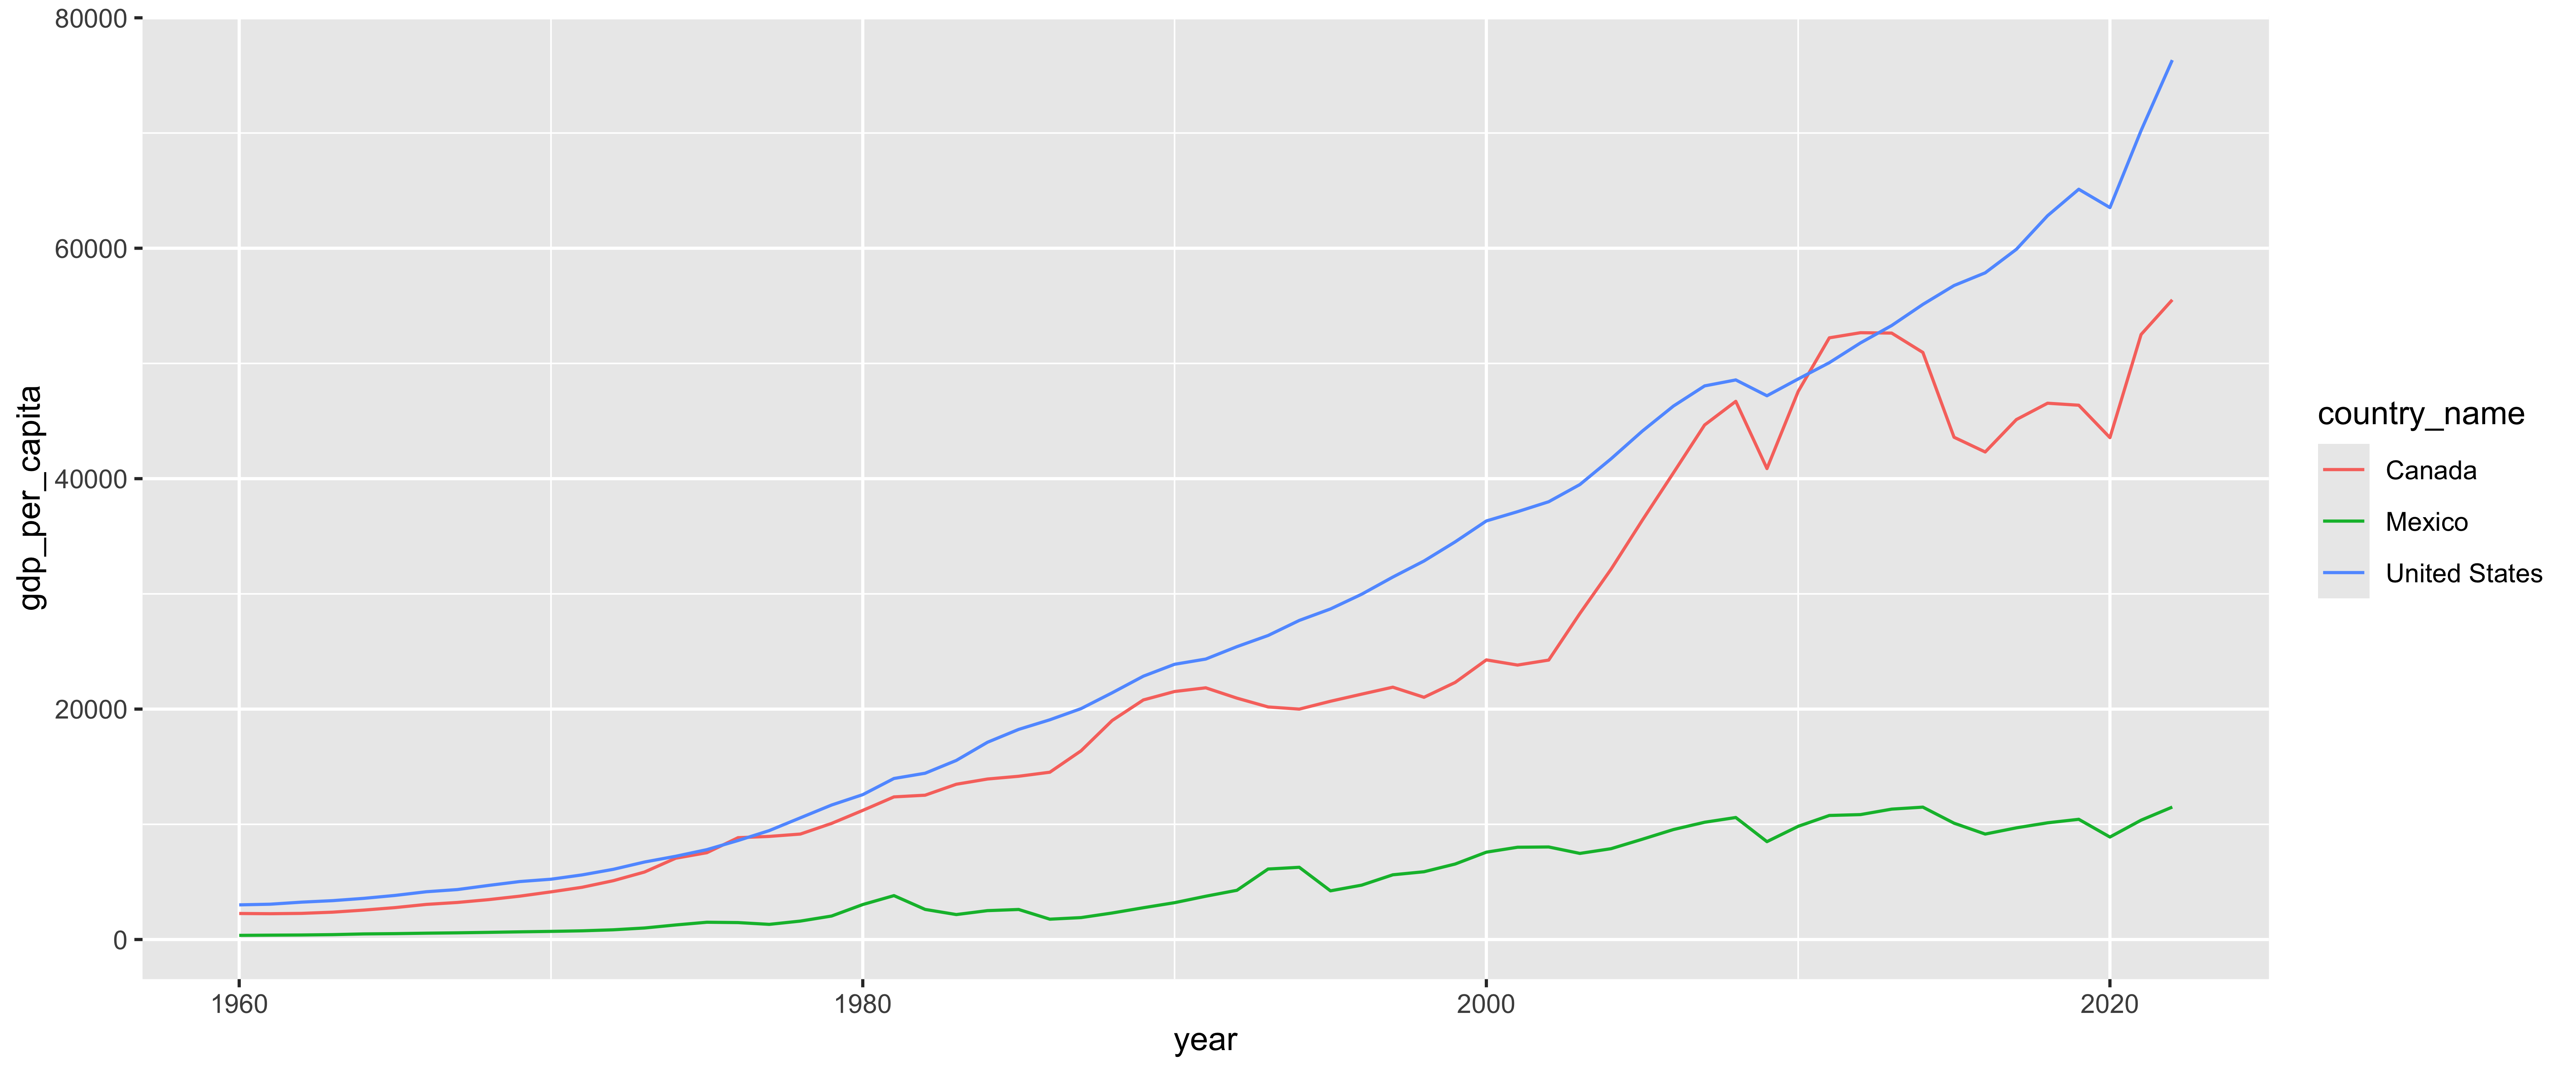 80000
60000
40000
20000
0
gdp_per_capita
1960
1980
2000
2020
year
country_name
Canada
Mexico
United States